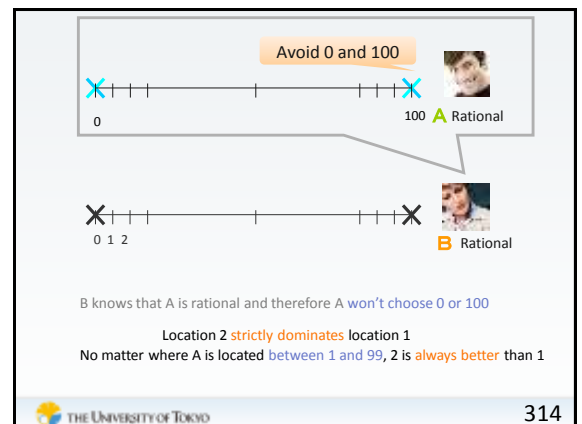 Avoid 0 and 100
0
100 A Rational
0 1 2
B Rational
B knows that A is rational and therefore A won't choose 0 or 100
Location 2 strictly dominates location 1
No matter where A is located between 1 and 99, 2 is always better than 1
THE UNIVERSITY OF TOKYO
314